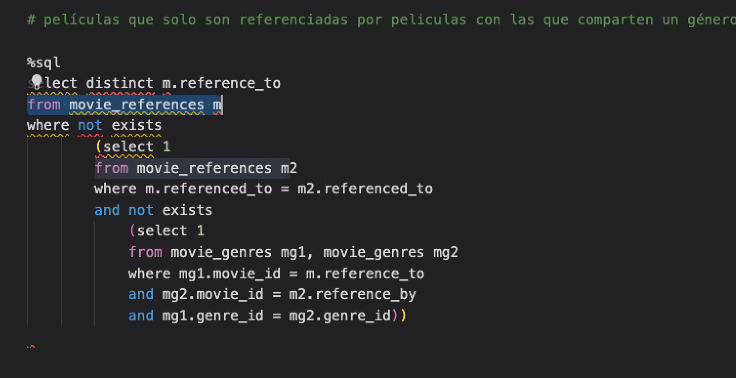 # películas que solo son referenciadas por peliculas con las que comparten un género
%sql
select distinct m.reference_to
from movie_references m
where not exists
(select 1
from movie_references m2
where m.referenced_to = m2.referenced_to
and not exists
(select 1
from movie_genres mg1, movie_genres mg2
where mg1.movie_id = m.reference_to
and mg2.movie_id = m2.reference_by
and mg1.genre_id = mg2.genre_id))